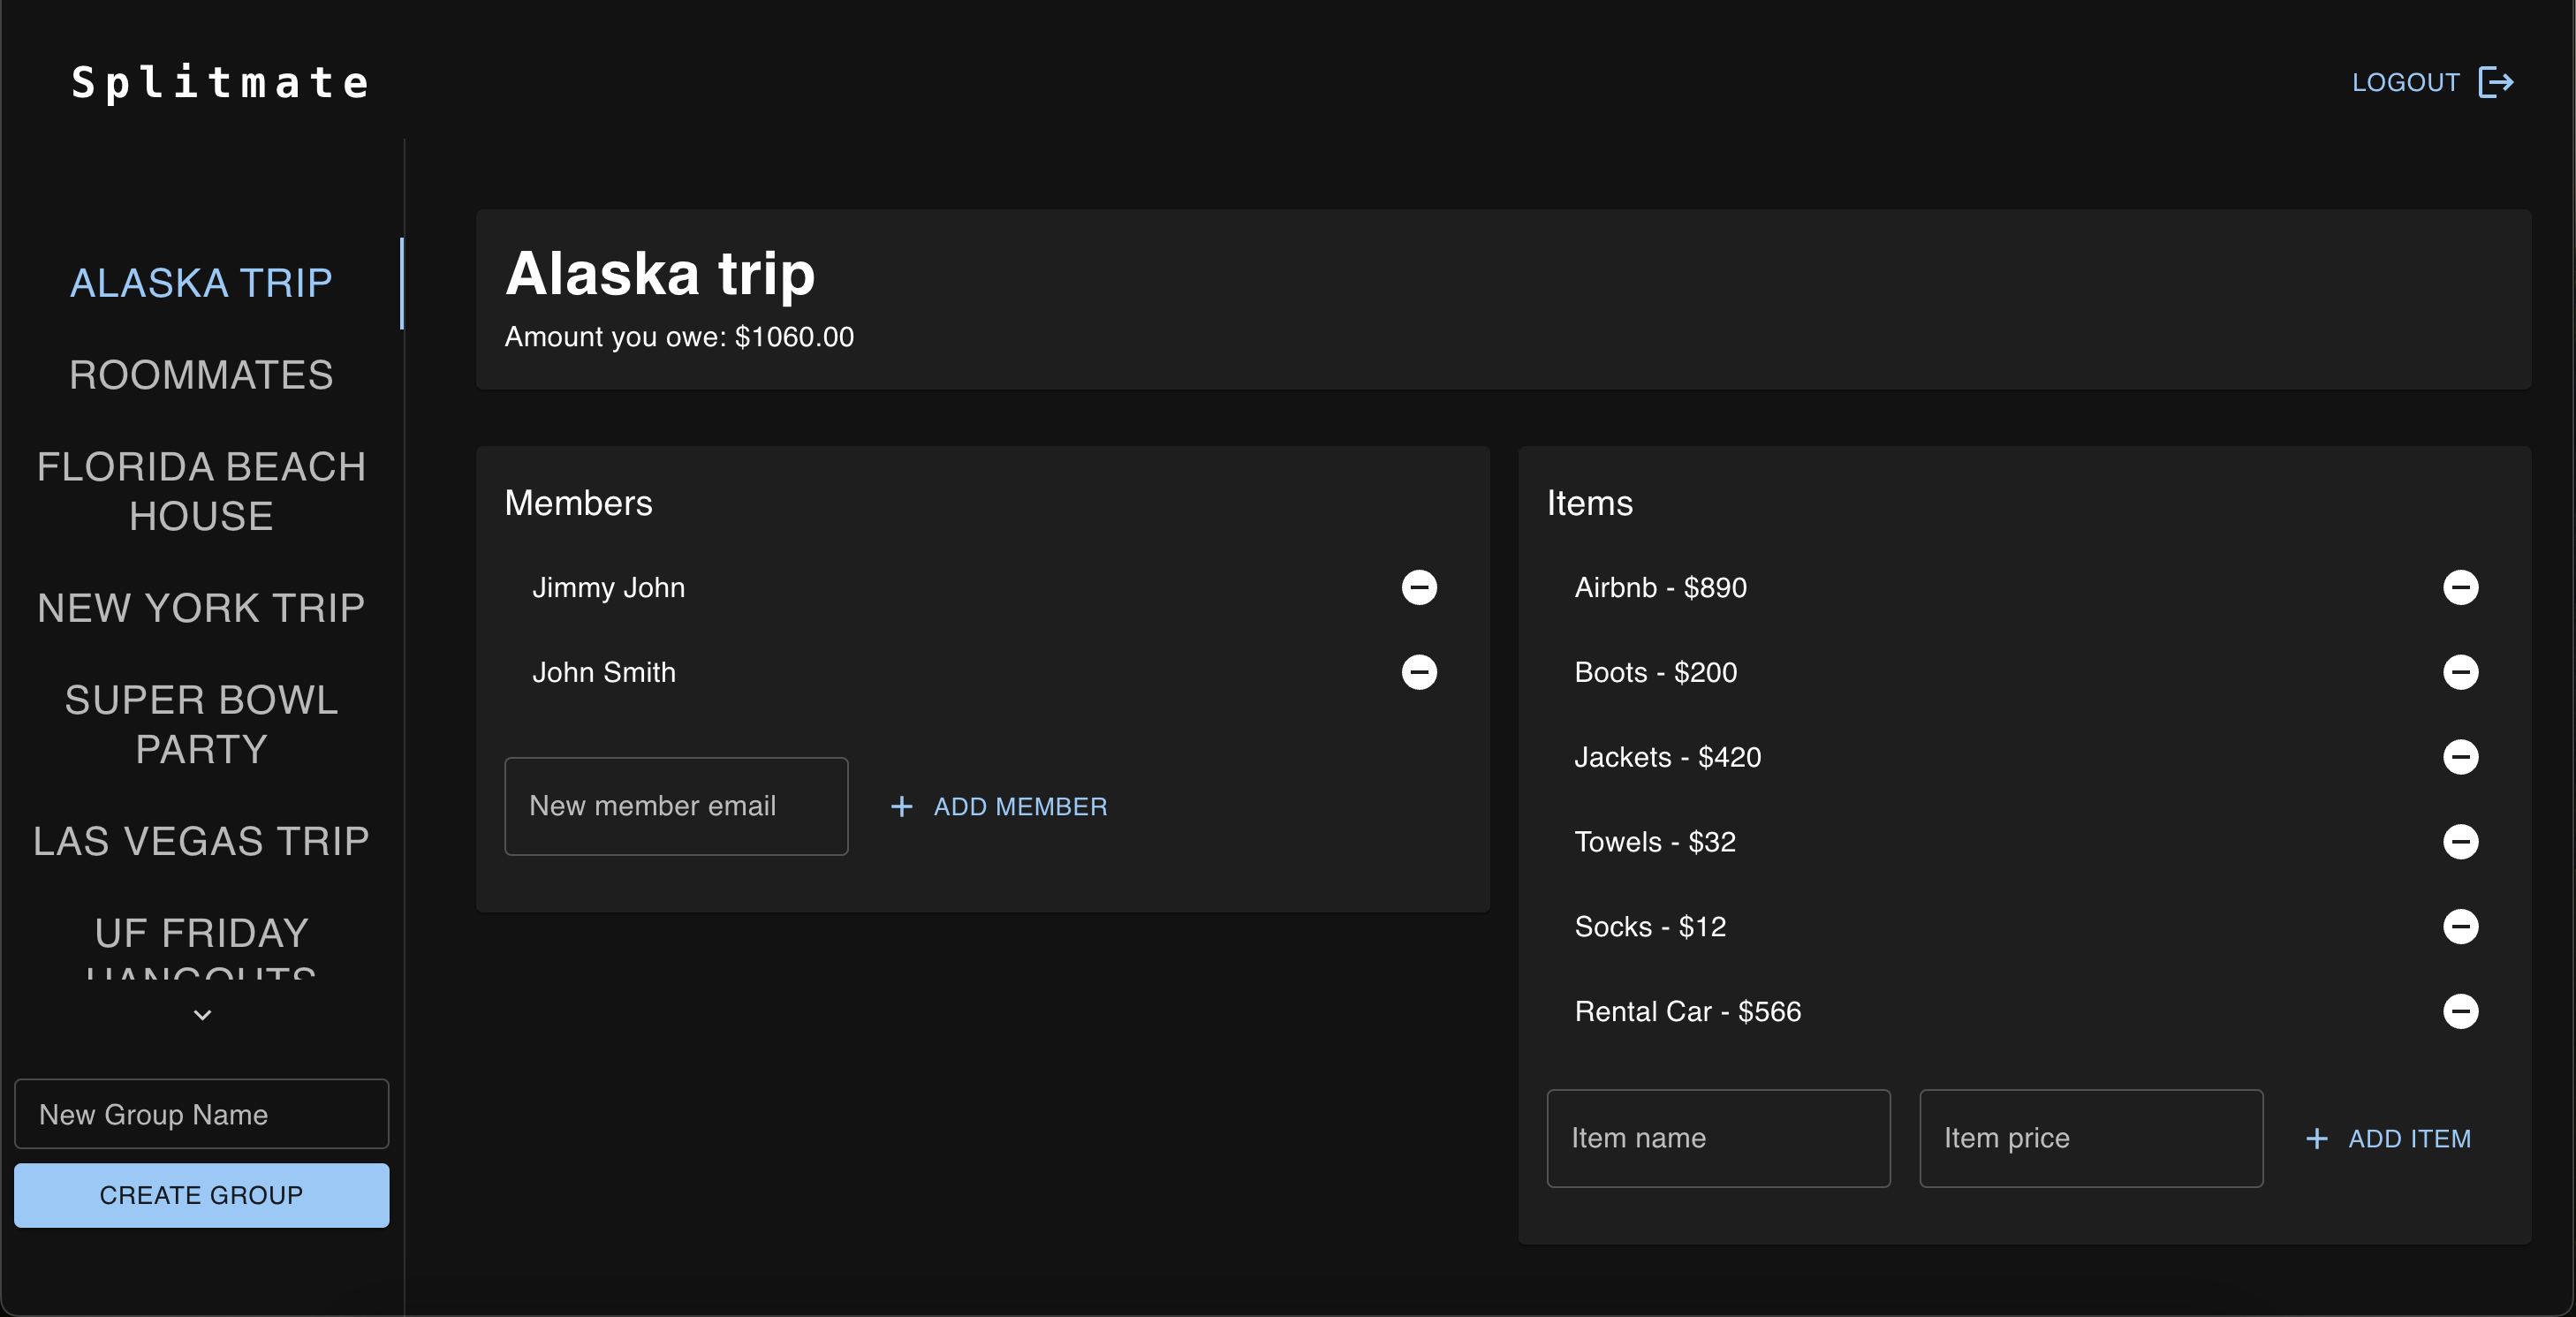 Splitmate
LOGOUT
ALASKA TRIP
ROOMMATES
FLORIDA BEACH
HOUSE
NEW YORK TRIP
SUPER BOWL
PARTY
LAS VEGAS TRIP
UF FRIDAY
HANGOUTS
New Group Name
CREATE GROUP
Alaska trip
Amount you owe: $1060.00
Members
Jimmy John
John Smith
New member email
+ ADD MEMBER
Items
Airbnb - $890
Boots - $200
Jackets - $420
Towels - $32
Socks - $12
Rental Car - $566
Item name
Item price
+ ADD ITEM